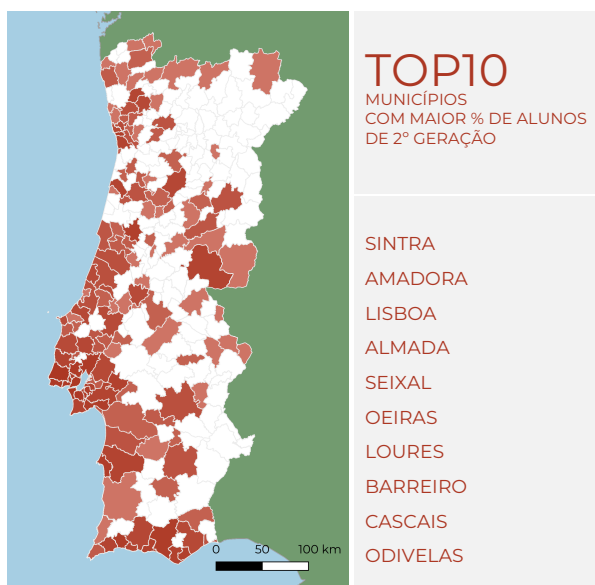 TOP10
MUNICÍPIOS
COM MAIOR % DE ALUNOS
DE 2º GERAÇÃO
SINTRA
AMADORA
LISBOA
ALMADA
SEIXAL
OEIRAS
LOURES
BARREIRO
CASCAIS
ODIVELAS
0 50 100 km